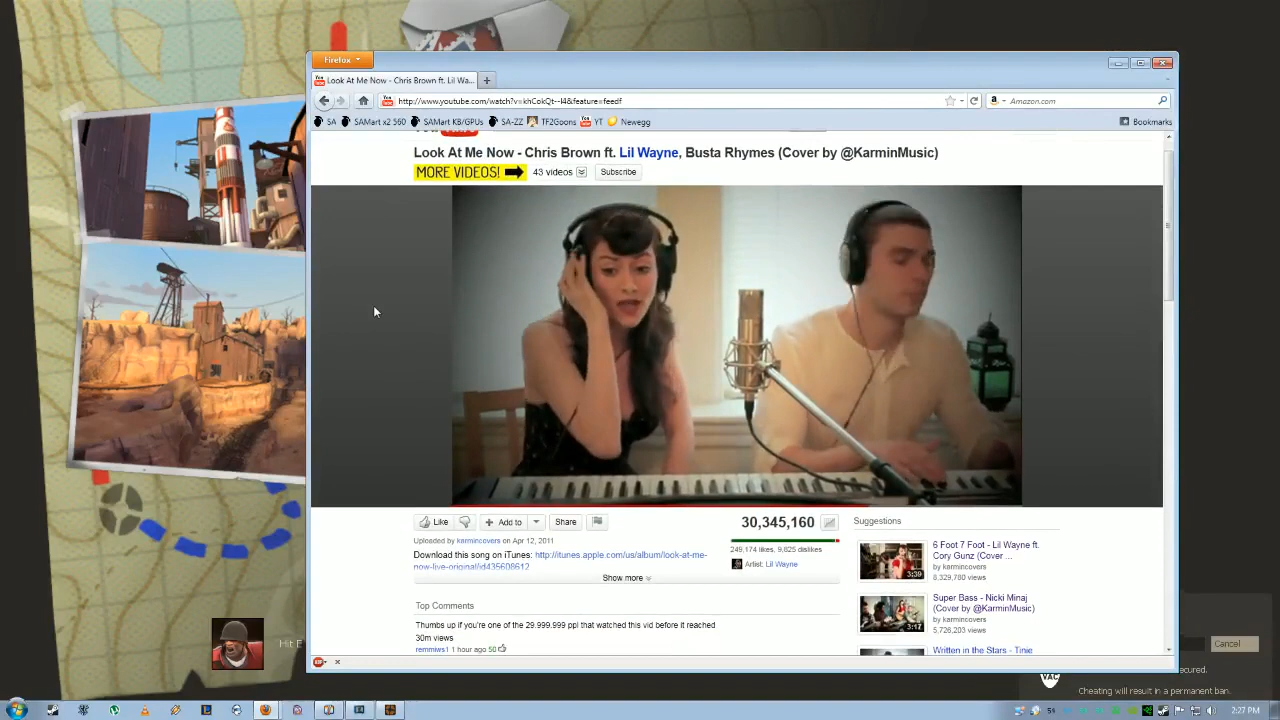 Firefox
Look At Me Now - Chris Brown ft. Lil Wa...
http://www.youtube.com/watch?v=khCokQt--l4&feature=feedf
Amazon.com
SA
SAMart x2 560
SAMart KB/GPUs
SA-ZZ
TF2Goons
YT
Newegg
Bookmarks
Look At Me Now - Chris Brown ft. Lil Wayne, Busta Rhymes (Cover by @KarminMusic)
MORE VIDEOS!
43 videos
Subscribe
Like
Add to
Share
30,345,160
Uploaded by karmincovers on Apr 12, 2011
249,174 likes, 9,825 dislikes
Download this song on iTunes: http://itunes.apple.com/us/album/look-at-me-
now-live-original/id435608612
Artist: Lil Wayne
Show more
Top Comments
Thumbs up if you're one of the 29.999.999 ppl that watched this vid before it reached
30m views
remmiws1 1 hour ago 50
Suggestions
6 Foot 7 Foot - Lil Wayne ft.
Cory Gunz (Cover ...
by karmincovers
8,329,780 views
3:39
Super Bass - Nicki Minaj
(Cover by @KarminMusic)
by karmincovers
5,726,203 views
3:17
Written in the Stars - Tinie
Hit E
Cancel
cured.
VAC
Cheating will result in a permanent ban.
2:27 PM